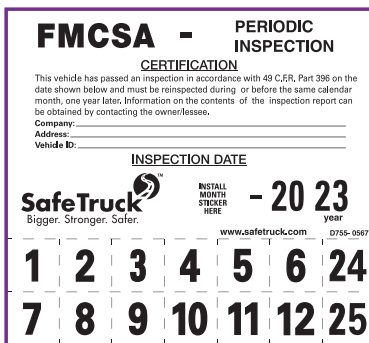 FMCSA - PERIODIC
INSPECTION
CERTIFICATION
This vehicle has passed an inspection in accordance with 49 C.F.R. Part 396 on the
date shown below and must be reinspected during or before the same calendar
month, one year later. Information on the contents of the inspection report can
be obtained by contacting the owner/lessee.
Company:
Address:
Vehicle ID:
INSPECTION DATE
SafeTruck™
Bigger. Stronger. Safer.
INSTALL
MONTH
STICKER
HERE
- 20 23
year
www.safetruck.com D755- 0567
1 2 3 4 5 6 24
7 8 9 10 11 12 25